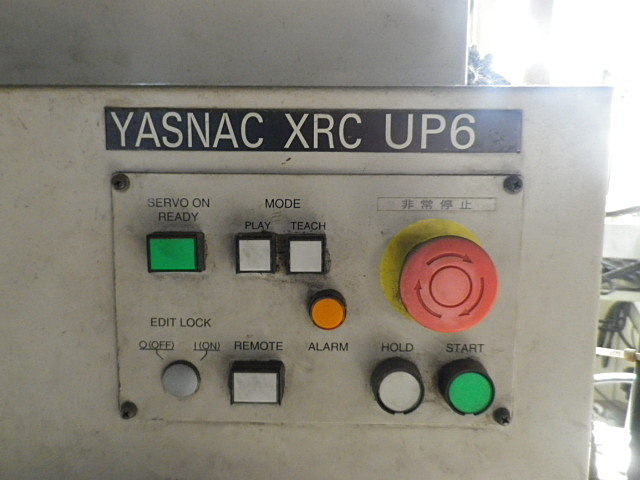 YASNAC XRC UP6
SERVO ON
READY
MODE
PLAY TEACH
非常停止
EDIT LOCK
O(OFF) I(ON)
REMOTE
ALARM
HOLD
START